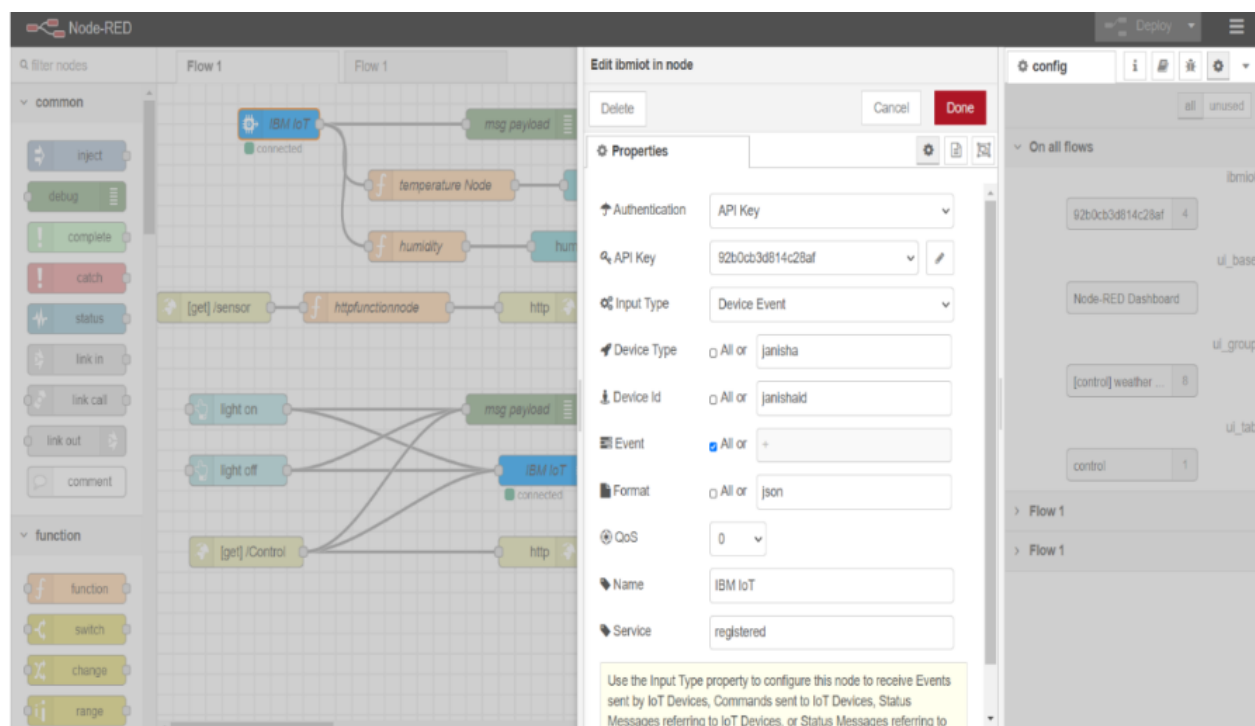 Node-RED
Deploy
filter nodes
common
inject
debug
complete
catch
status
link in
link call
link out
comment
function
function
switch
change
range
Flow 1
Flow 1
IBM IoT
connected
msg payload
temperature Node
humidity
hum
[get] /sensor
httpfunctionnode
http
light on
msg payload
light off
IBM IoT
connected
[get] /Control
http
Edit ibmiot in node
Delete
Cancel
Done
Properties
Authentication
API Key
API Key
92b0cb3d814c28af
Input Type
Device Event
Device Type
All or
janisha
Device Id
All or
janishaid
Event
All or
+
Format
All or
json
QoS
0
Name
IBM IoT
Service
registered
Use the Input Type property to configure this node to receive Events
sent by IoT Devices, Commands sent to IoT Devices, Status
Messages referring to IoT Devices, or Status Messages referring to
config
i
all
unused
On all flows
ibmiot
92b0cb3d814c28af
4
ui_base
Node-RED Dashboard
ui_group
[control] weather ...
8
ui_tab
control
1
Flow 1
Flow 1